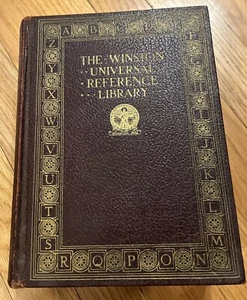 A B C D E F
THE · WINSTON
· UNIVERSAL ·
· REFERENCE ·
· · LIBRARY · ·
G
H
I
J
K
L
M
N
O
P
Q
R
S
T
U
V
W
X
Y
Z